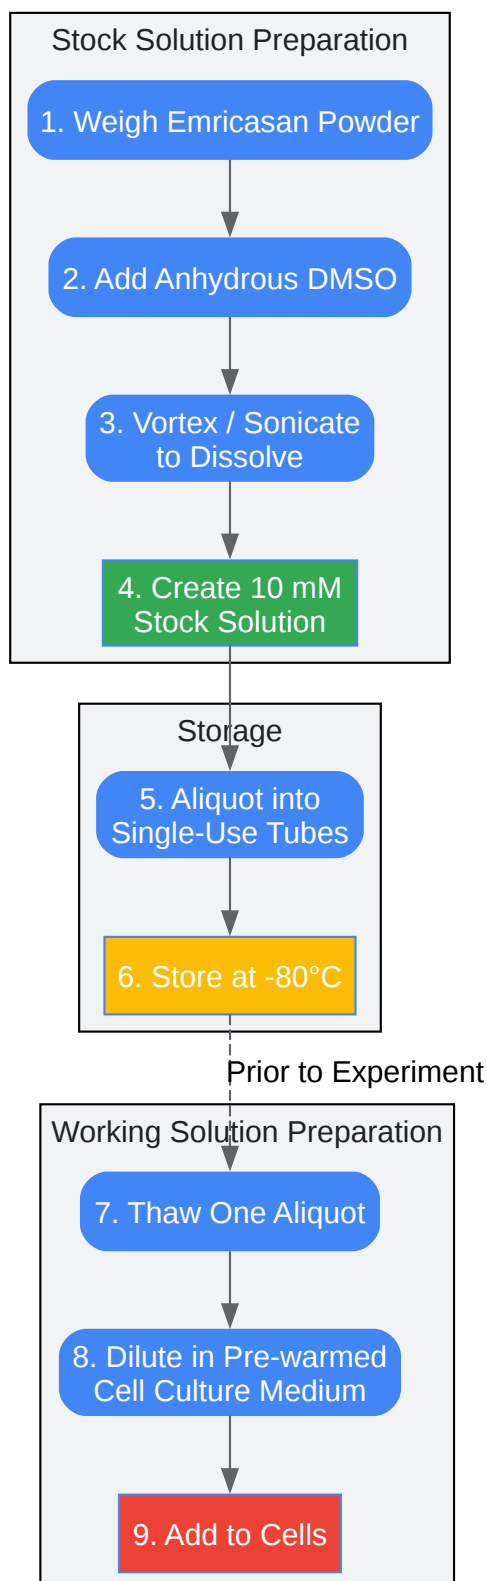 Stock Solution Preparation
1. Weigh Emricasan Powder
2. Add Anhydrous DMSO
3. Vortex / Sonicate
to Dissolve
4. Create 10 mM
Stock Solution
Storage
5. Aliquot into
Single-Use Tubes
6. Store at -80°C
Prior to Experiment
Working Solution Preparation
7. Thaw One Aliquot
8. Dilute in Pre-warmed
Cell Culture Medium
9. Add to Cells